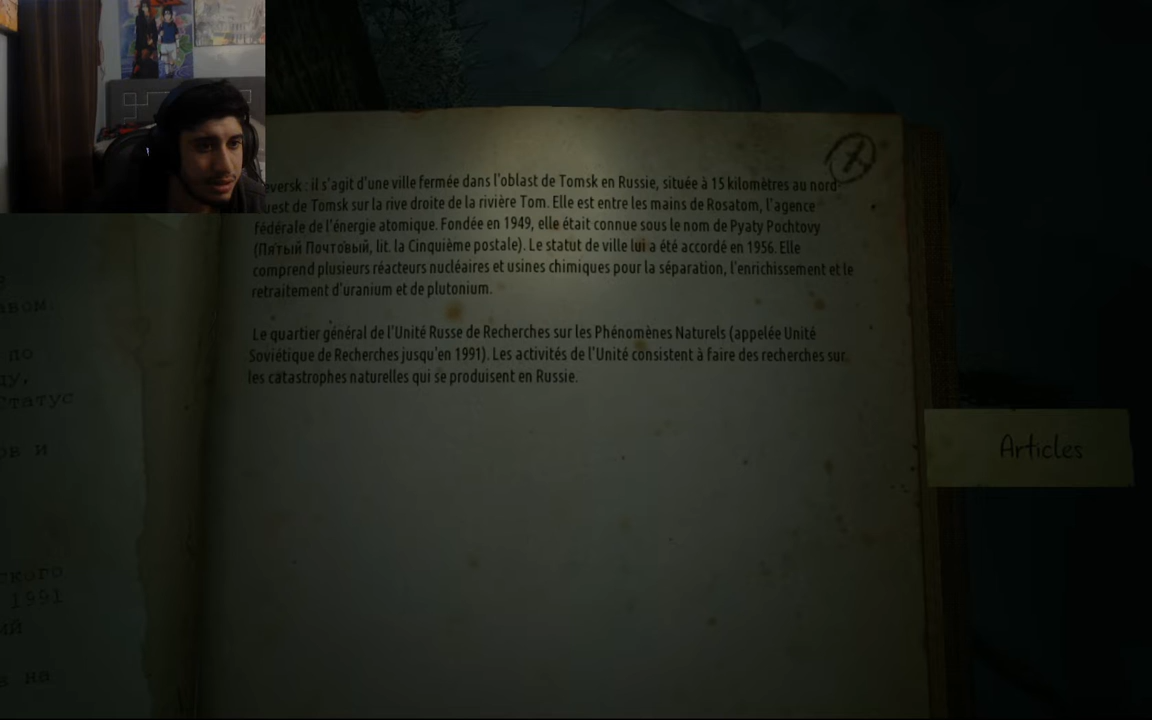 eversk : il s'agit d'une ville fermée dans l'oblast de Tomsk en Russie, située à 15 kilomètres au nord-
uest de Tomsk sur la rive droite de la rivière Tom. Elle est entre les mains de Rosatom, l'agence
fédérale de l'énergie atomique. Fondée en 1949, elle était connue sous le nom de Pyaty Pochtovy
(Пятый Почтовый, lit. la Cinquième postale). Le statut de ville lui a été accordé en 1956. Elle
comprend plusieurs réacteurs nucléaires et usines chimiques pour la séparation, l'enrichissement et le
retraitement d'uranium et de plutonium.
Le quartier général de l'Unité Russe de Recherches sur les Phénomènes Naturels (appelée Unité
Soviétique de Recherches jusqu'en 1991). Les activités de l'Unité consistent à faire des recherches sur
les catastrophes naturelles qui se produisent en Russie.
Articles
по
Статус
и
1991
на